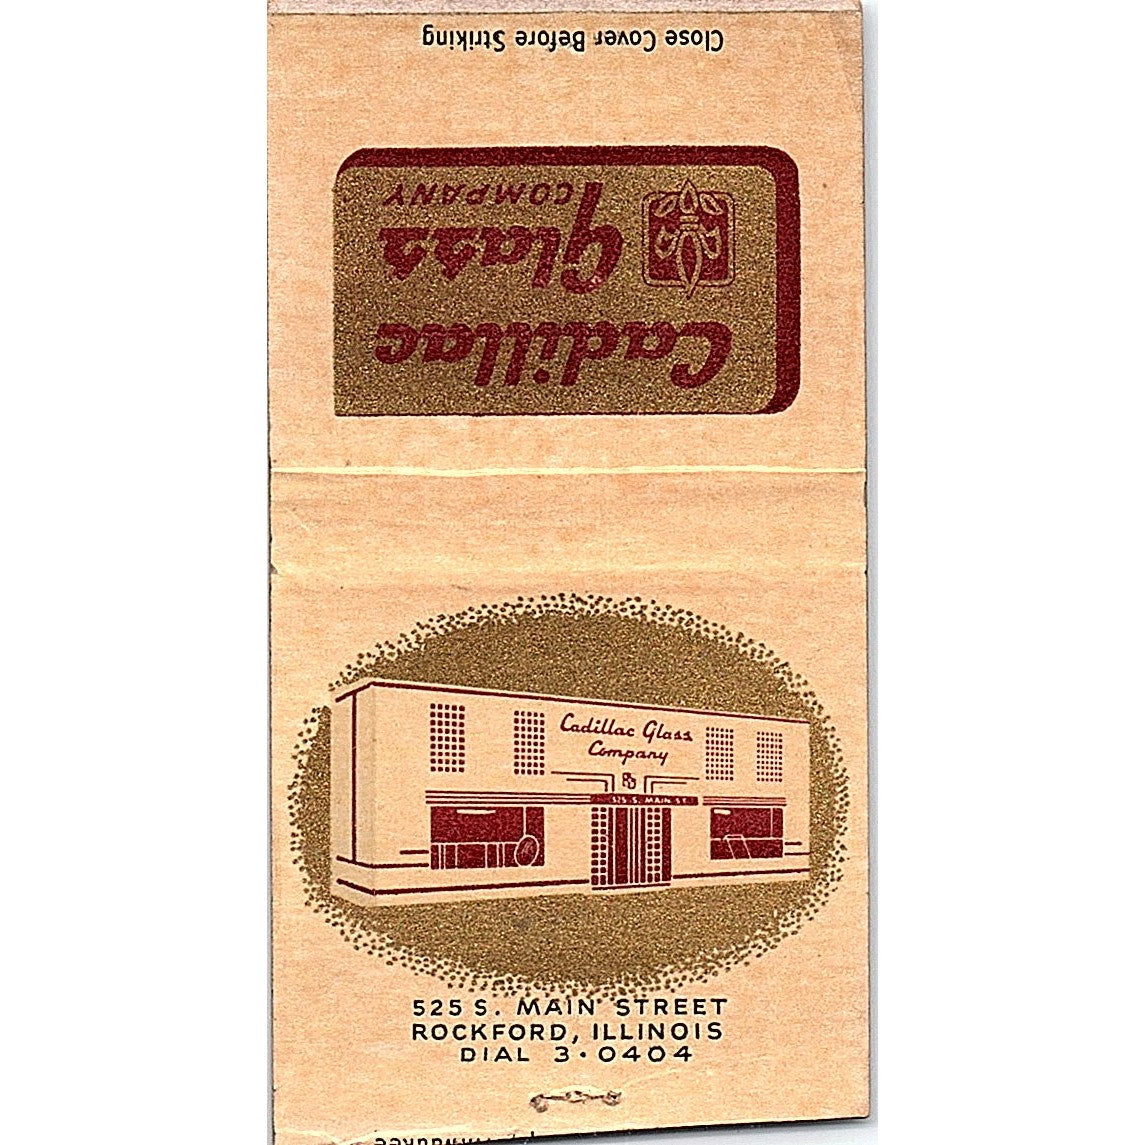 Close Cover Before Striking
Cadillac
Glass
COMPANY
Cadillac Glass
Company
525 S. MAIN ST.
525 S. MAIN STREET
ROCKFORD, ILLINOIS
DIAL 3-0404